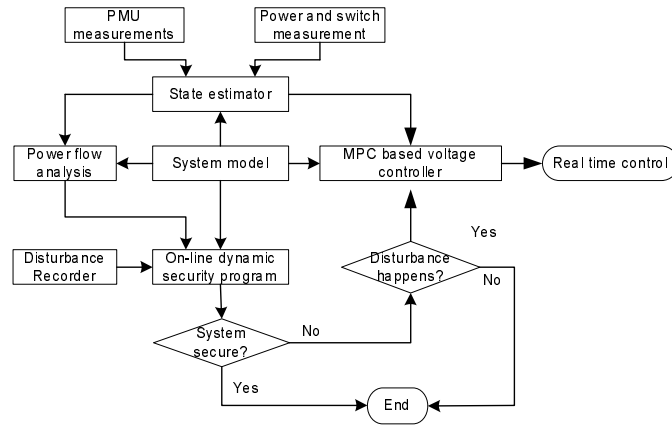 PMU
measurements
Power and switch
measurement
State estimator
Power flow
analysis
System model
MPC based voltage
controller
Real time control
Disturbance
Recorder
On-line dynamic
security program
Disturbance
happens?
Yes
No
System
secure?
No
Yes
End